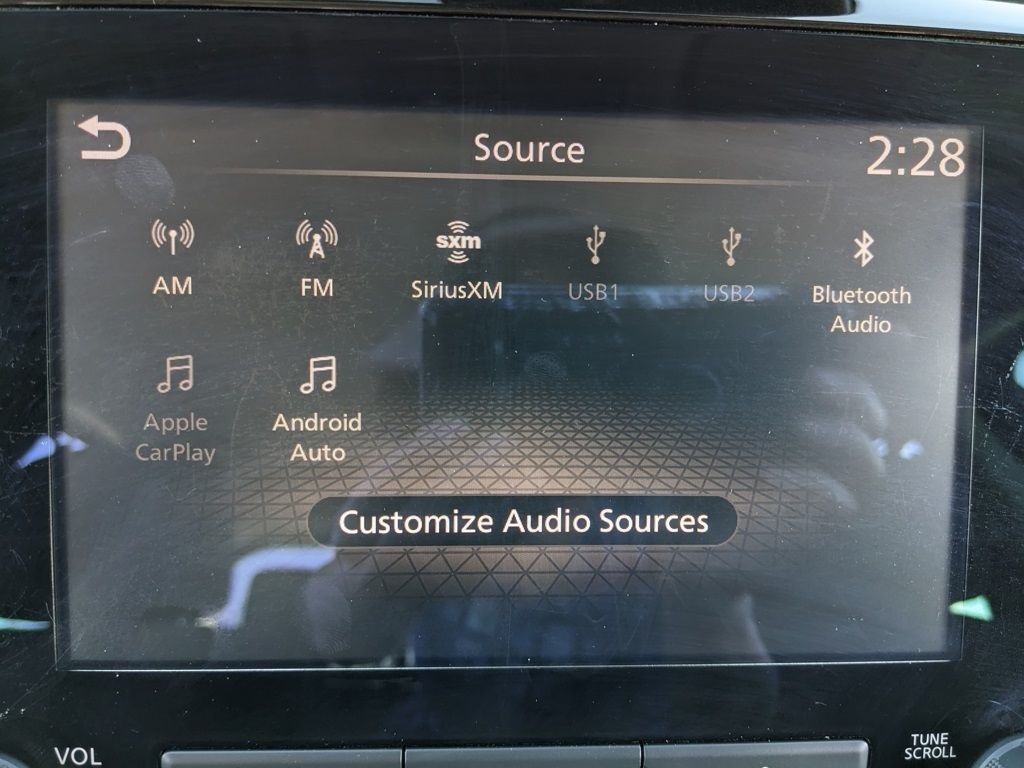 Source
2:28
sxm
AM
FM
SiriusXM
USB1
USB2
Bluetooth
Audio
Apple
CarPlay
Android
Auto
Customize Audio Sources
VOL
TUNE
SCROLL